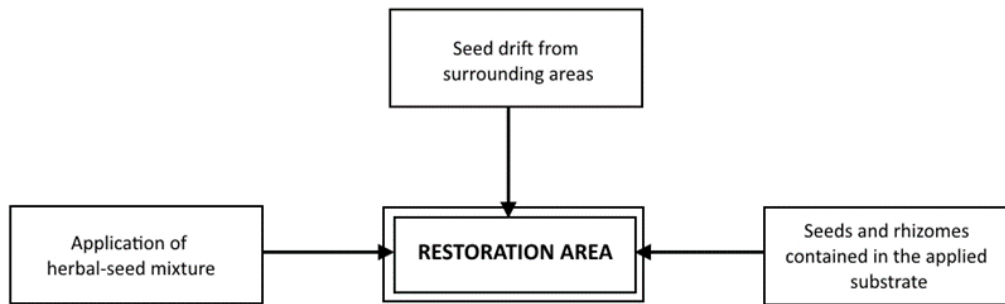 Seed drift from
surrounding areas
Application of
herbal-seed mixture
RESTORATION AREA
Seeds and rhizomes
contained in the applied
substrate